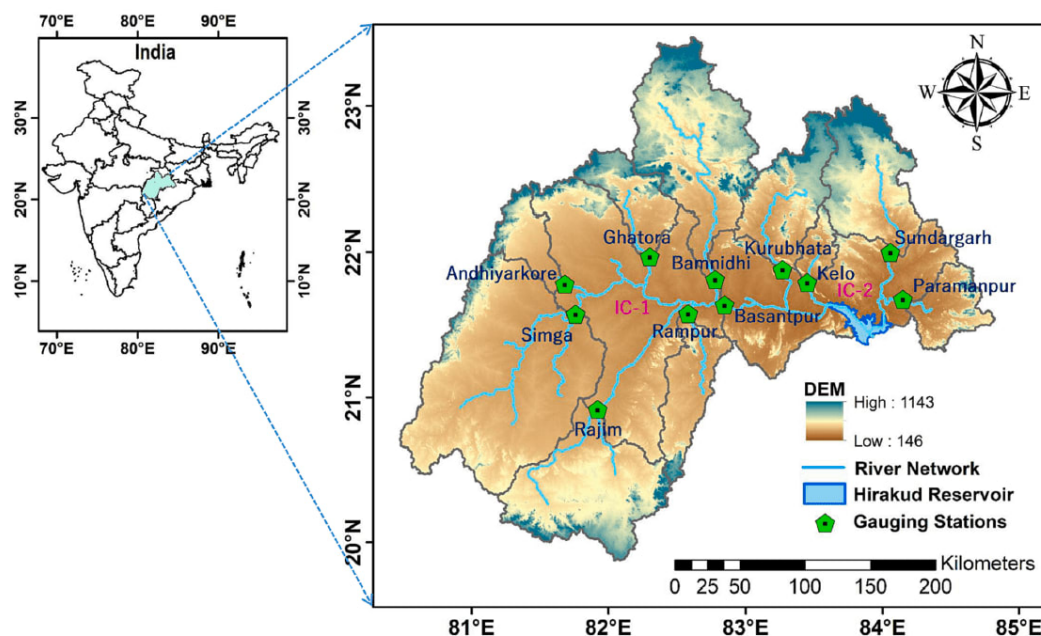 70°E 80°E 90°E
India
30°N
20°N
10°N
30°N
20°N
10°N
70°E 80°E 90°E
23°N
22°N
21°N
20°N
N
W E
S
Ghatora
Andhiyarkore
Bamnidhi
Kurubhata
Sundargarh
Kelo
IC-2
Paramanpur
IC-1
Simga
Rampur
Basantpur
Rajim
DEM
High : 1143
Low : 146
River Network
Hirakud Reservoir
Gauging Stations
Kilometers
0 25 50 100 150 200
81°E 82°E 83°E 84°E 85°E